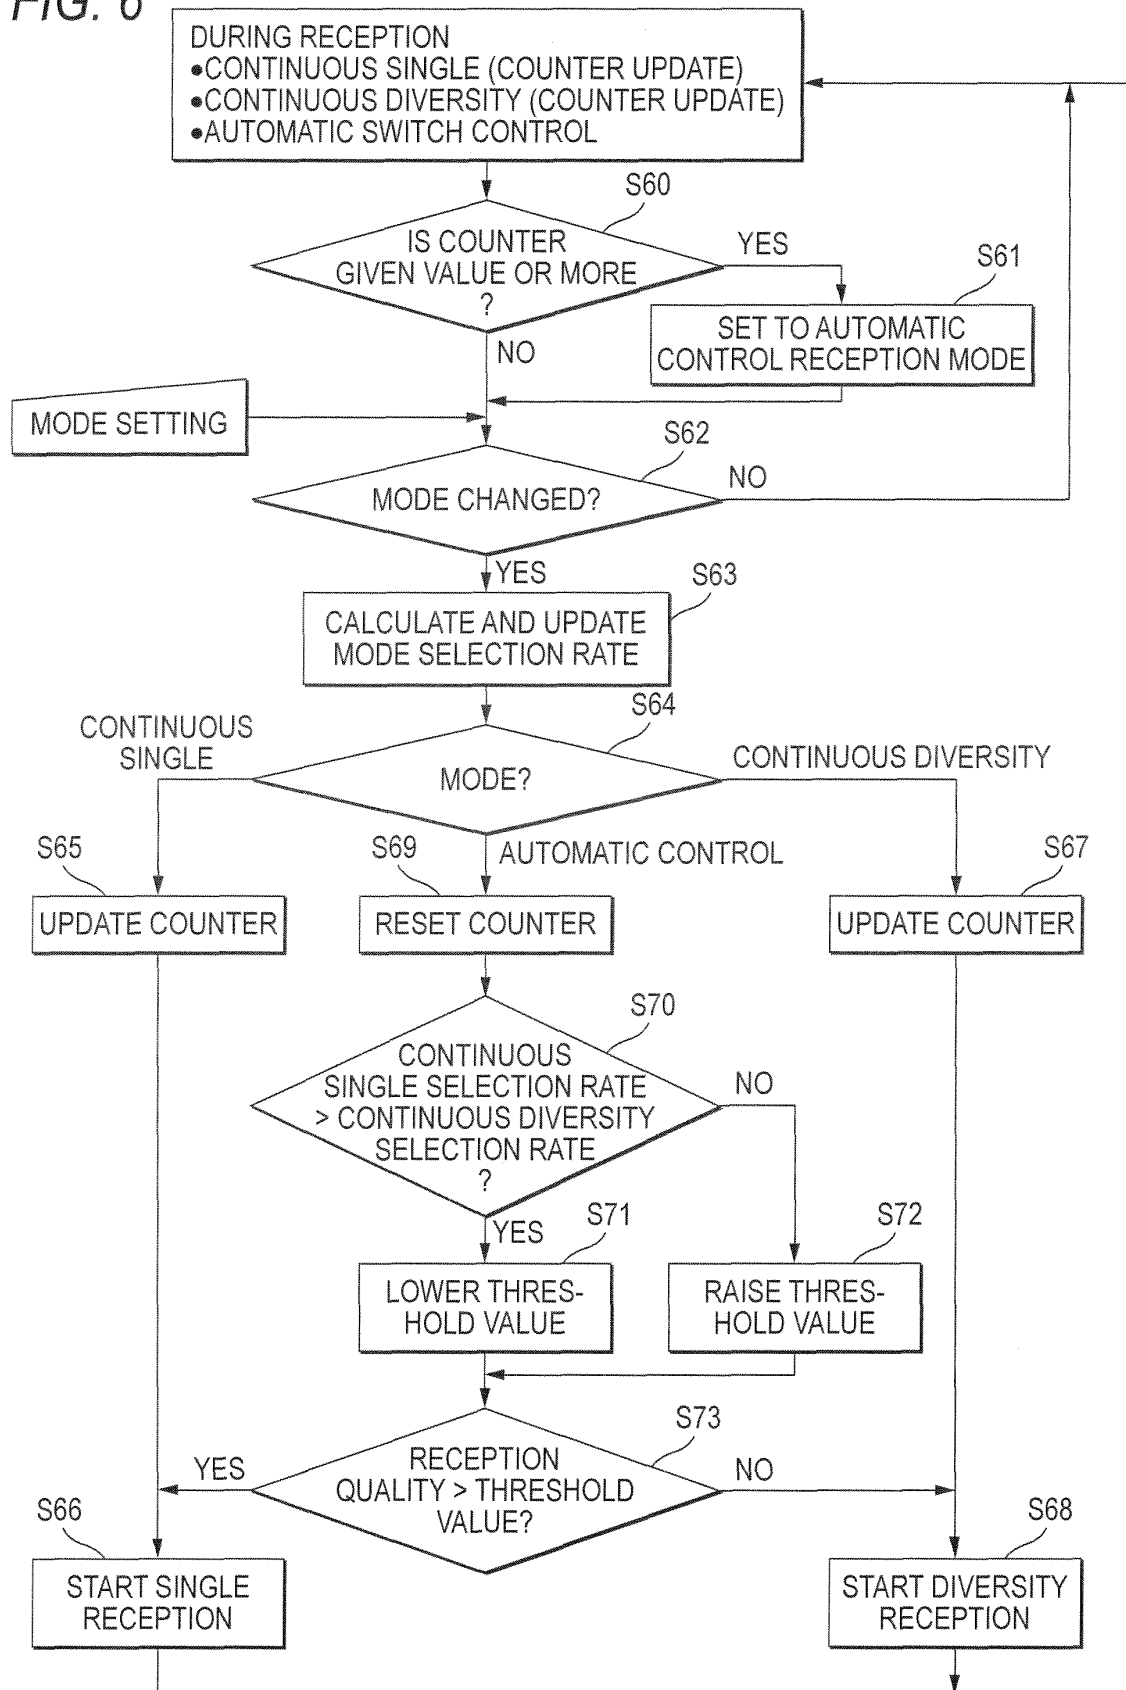 FIG. 6
DURING RECEPTION
●CONTINUOUS SINGLE (COUNTER UPDATE)
●CONTINUOUS DIVERSITY (COUNTER UPDATE)
●AUTOMATIC SWITCH CONTROL
S60
IS COUNTER
GIVEN VALUE OR MORE
?
YES
S61
SET TO AUTOMATIC
CONTROL RECEPTION MODE
NO
MODE SETTING
S62
MODE CHANGED?
NO
YES
S63
CALCULATE AND UPDATE
MODE SELECTION RATE
S64
CONTINUOUS
SINGLE
MODE?
CONTINUOUS DIVERSITY
S65
S69
AUTOMATIC CONTROL
S67
UPDATE COUNTER
RESET COUNTER
UPDATE COUNTER
S70
CONTINUOUS
SINGLE SELECTION RATE
> CONTINUOUS DIVERSITY
SELECTION RATE
?
NO
YES
S71
S72
LOWER THRES-
HOLD VALUE
RAISE THRES-
HOLD VALUE
S73
RECEPTION
QUALITY > THRESHOLD
VALUE?
YES
NO
S66
S68
START SINGLE
RECEPTION
START DIVERSITY
RECEPTION